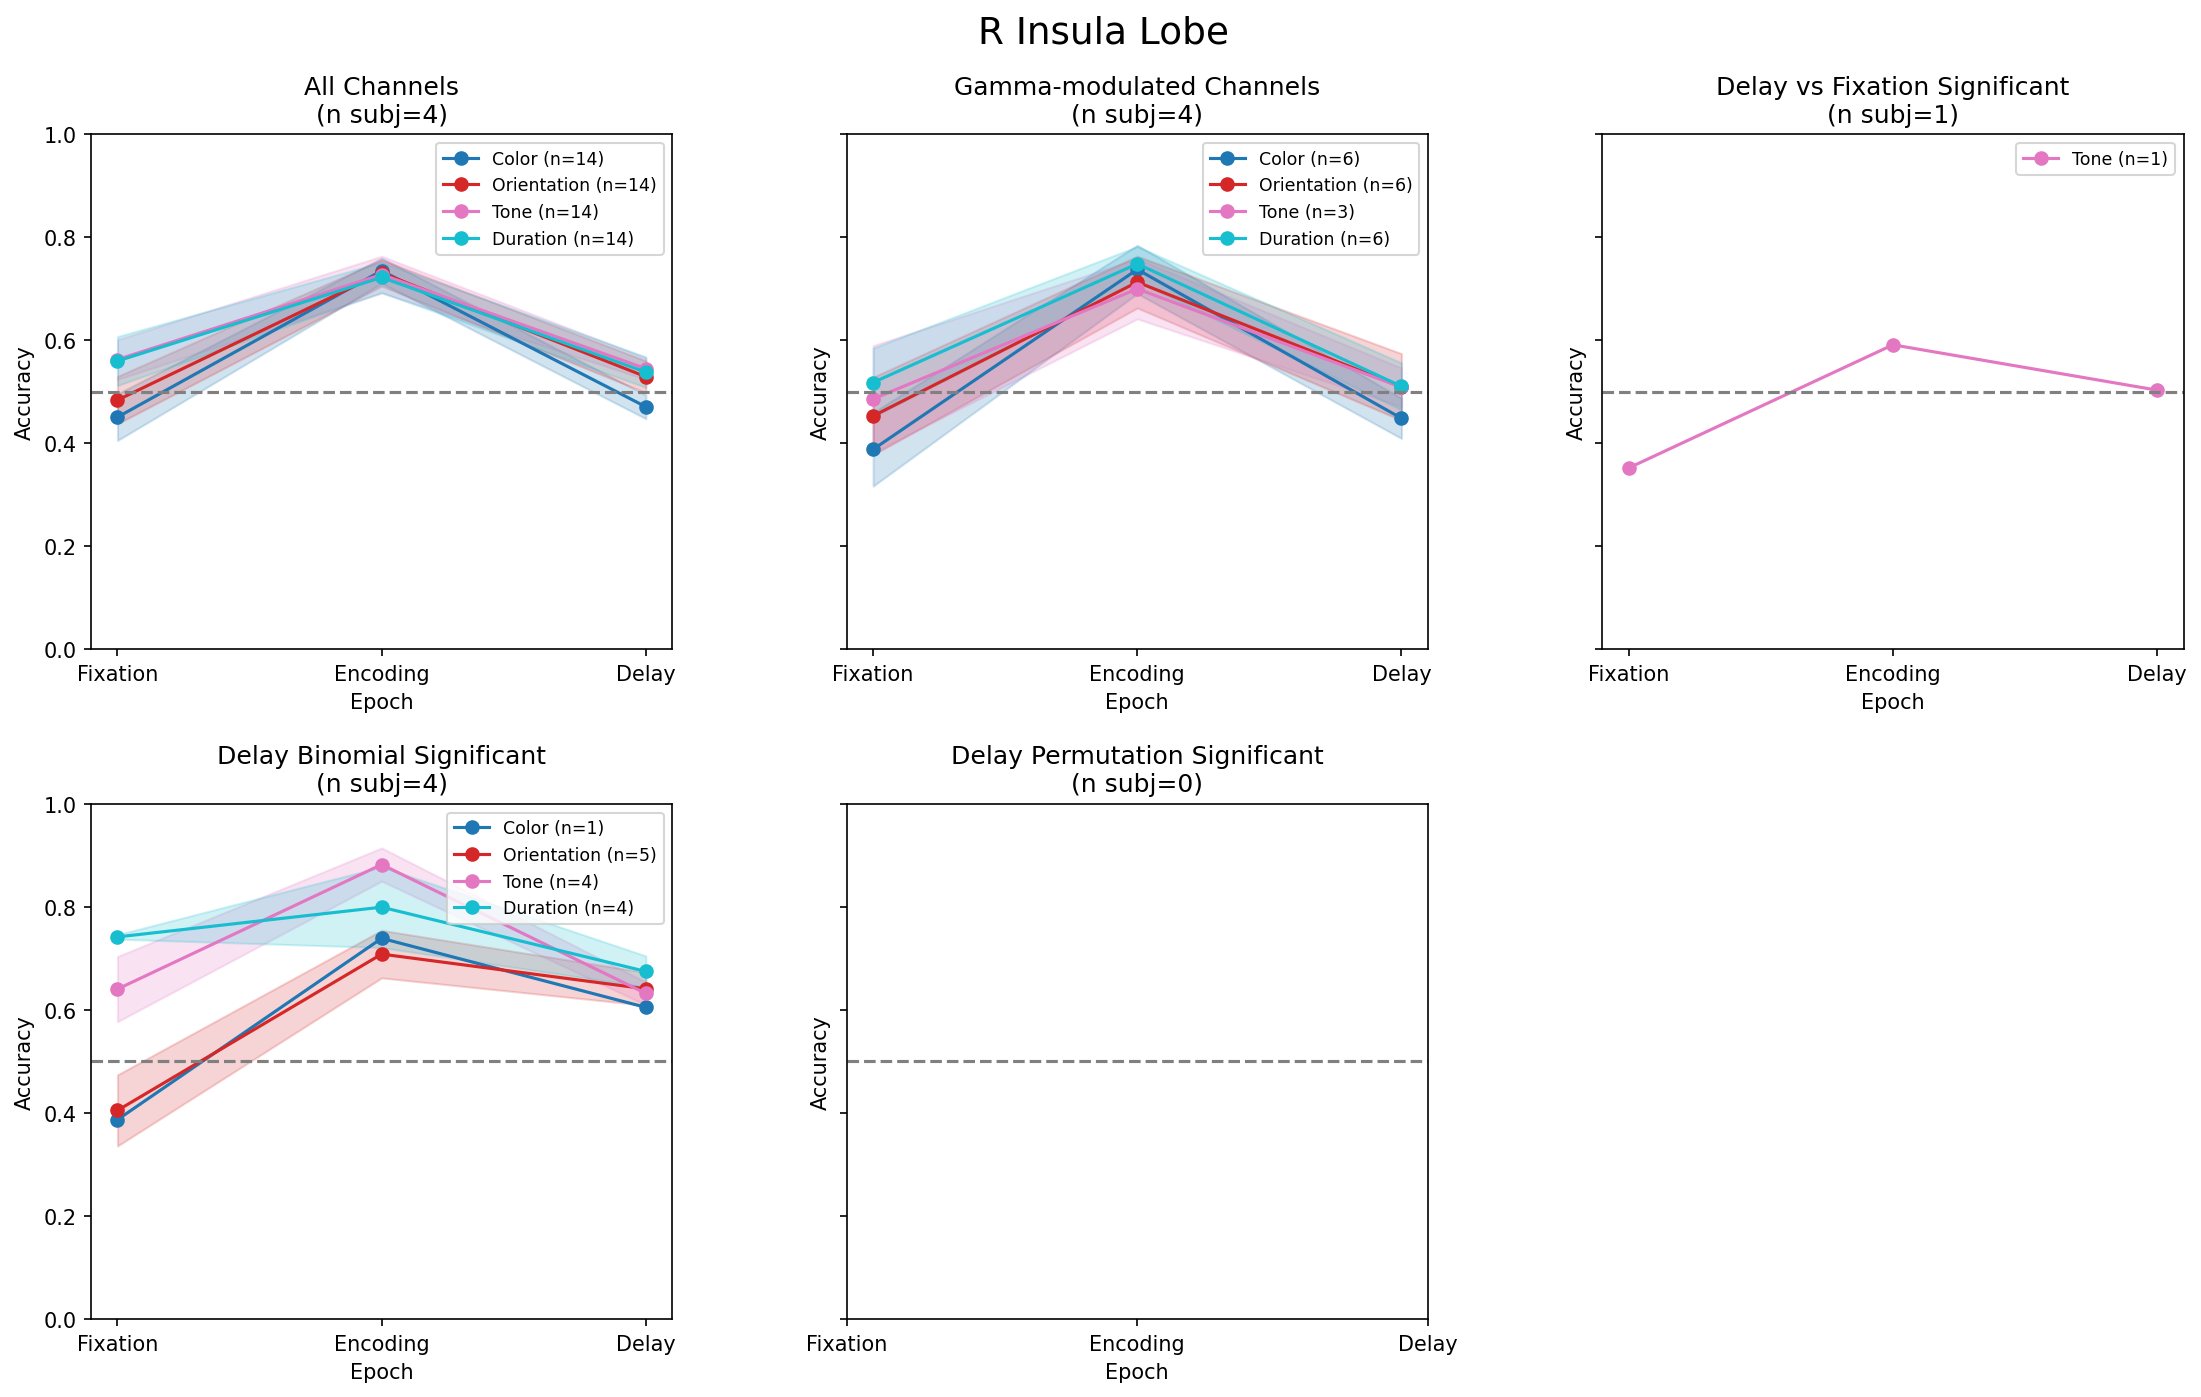 R Insula Lobe
All Channels
(n subj=4)
Accuracy
1.0
0.8
0.6
0.4
0.2
0.0
Color (n=14)
Orientation (n=14)
Tone (n=14)
Duration (n=14)
Fixation
Encoding
Delay
Epoch
Gamma-modulated Channels
(n subj=4)
Accuracy
Color (n=6)
Orientation (n=6)
Tone (n=3)
Duration (n=6)
Fixation
Encoding
Delay
Epoch
Delay vs Fixation Significant
(n subj=1)
Accuracy
Tone (n=1)
Fixation
Encoding
Delay
Epoch
Delay Binomial Significant
(n subj=4)
Accuracy
1.0
0.8
0.6
0.4
0.2
0.0
Color (n=1)
Orientation (n=5)
Tone (n=4)
Duration (n=4)
Fixation
Encoding
Delay
Epoch
Delay Permutation Significant
(n subj=0)
Accuracy
Fixation
Encoding
Delay
Epoch